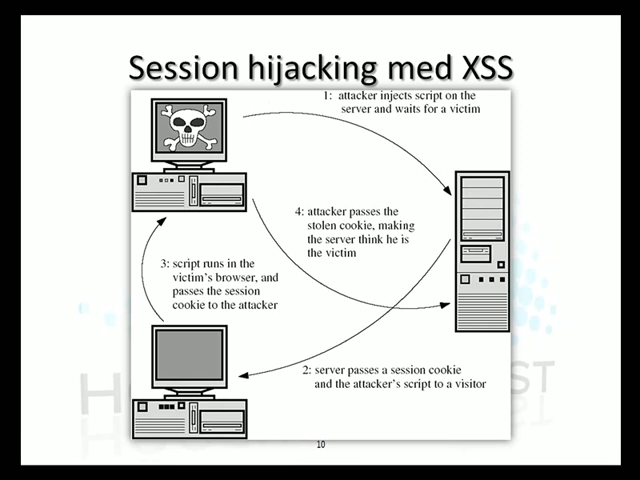 Session hijacking med XSS
1: attacker injects script on the
server and waits for a victim
4: attacker passes the
stolen cookie, making
the server think he is
the victim
3: script runs in the
victim's browser, and
passes the session
cookie to the attacker
2: server passes a session cookie
and the attacker's script to a visitor
10